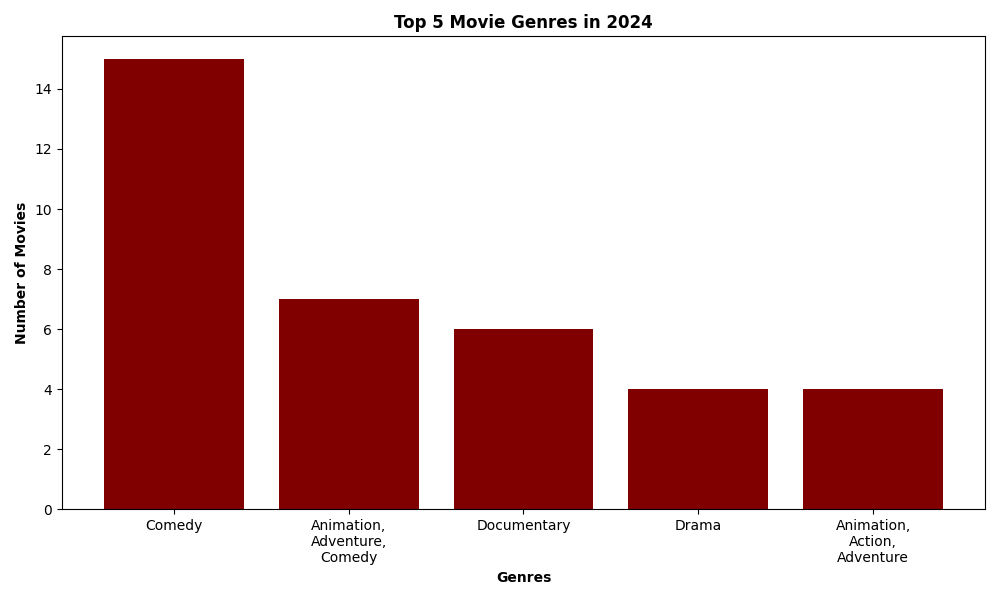 Top 5 Movie Genres in 2024
Number of Movies
14
12
10
8
6
4
2
0
Comedy
Animation,
Adventure,
Comedy
Documentary
Drama
Animation,
Action,
Adventure
Genres